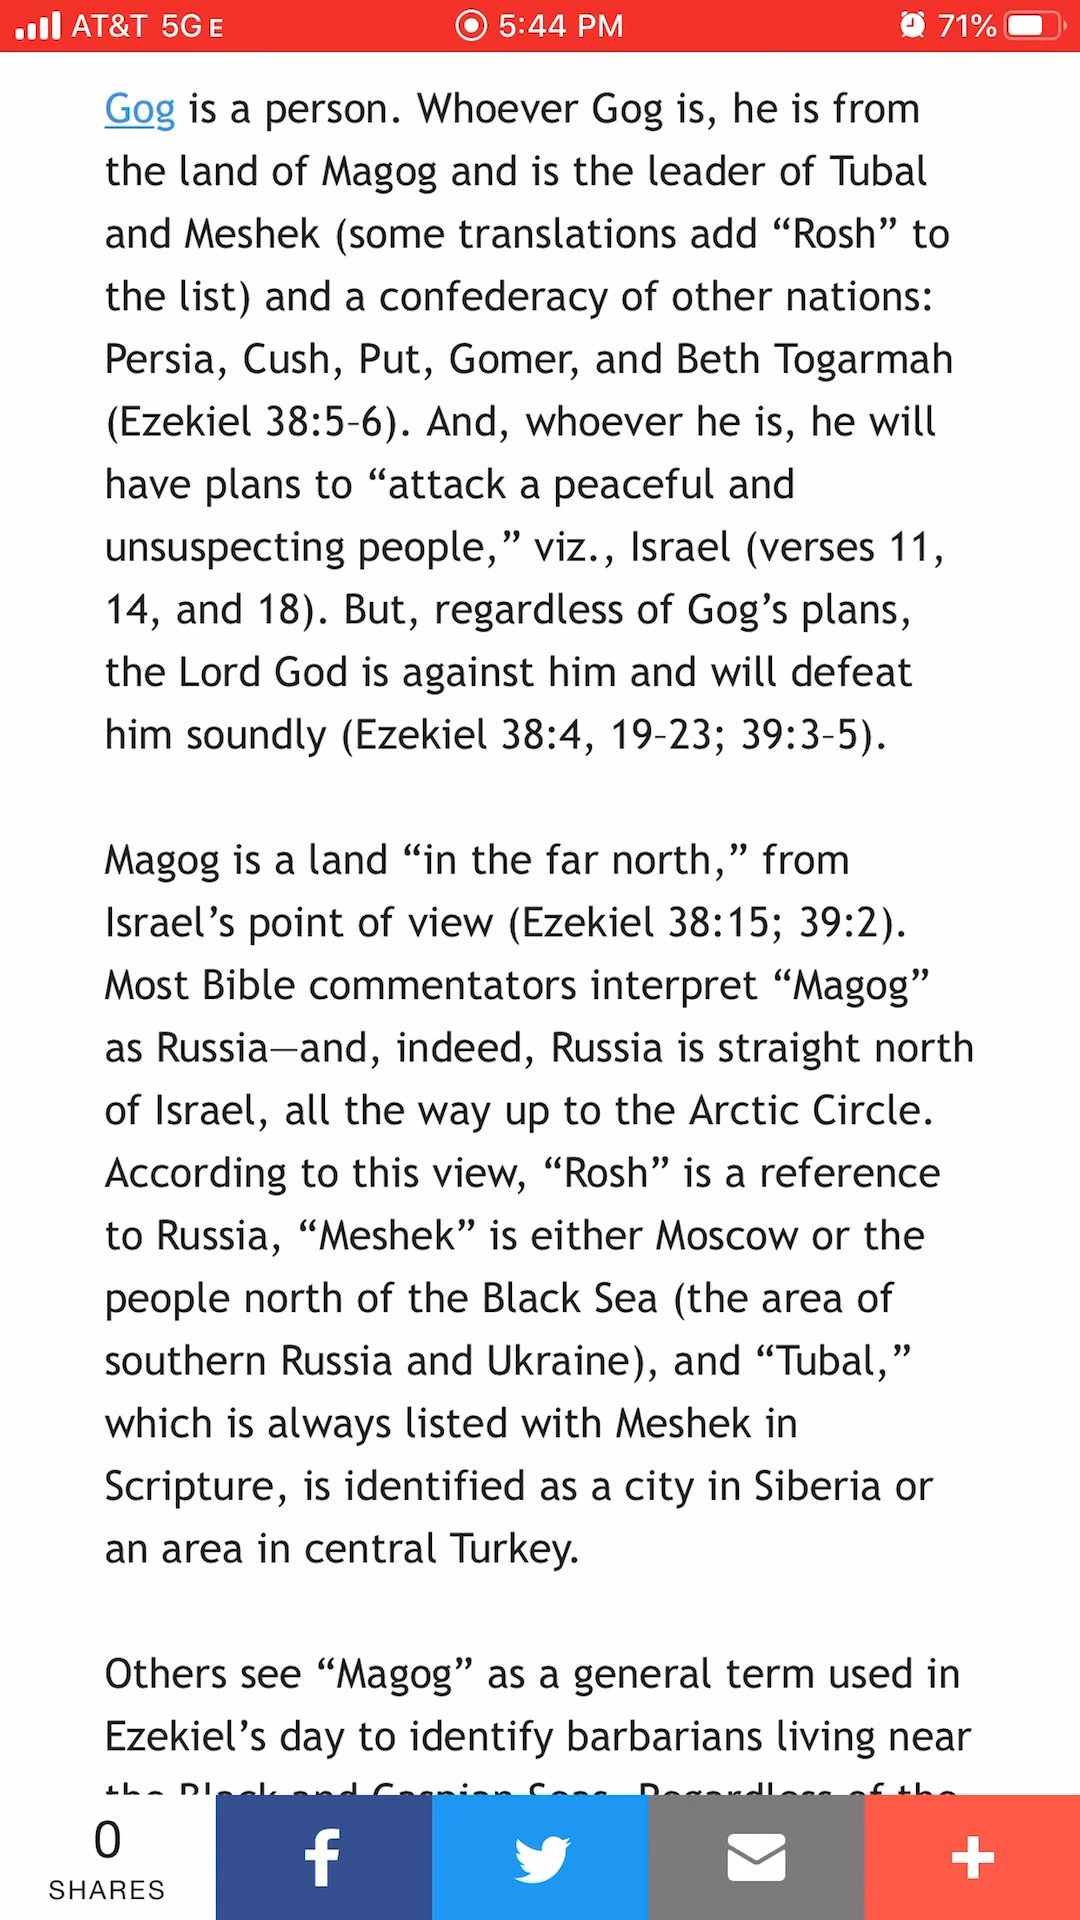 AT&T 5GE 5:44 PM 71%
Gog is a person. Whoever Gog is, he is from
the land of Magog and is the leader of Tubal
and Meshek (some translations add “Rosh” to
the list) and a confederacy of other nations:
Persia, Cush, Put, Gomer, and Beth Togarmah
(Ezekiel 38:5–6). And, whoever he is, he will
have plans to “attack a peaceful and
unsuspecting people,” viz., Israel (verses 11,
14, and 18). But, regardless of Gog’s plans,
the Lord God is against him and will defeat
him soundly (Ezekiel 38:4, 19–23; 39:3–5).
Magog is a land “in the far north,” from
Israel’s point of view (Ezekiel 38:15; 39:2).
Most Bible commentators interpret “Magog”
as Russia—and, indeed, Russia is straight north
of Israel, all the way up to the Arctic Circle.
According to this view, “Rosh” is a reference
to Russia, “Meshek” is either Moscow or the
people north of the Black Sea (the area of
southern Russia and Ukraine), and “Tubal,”
which is always listed with Meshek in
Scripture, is identified as a city in Siberia or
an area in central Turkey.
Others see “Magog” as a general term used in
Ezekiel’s day to identify barbarians living near
the Black and Caspian Seas. Regardless of the
0
SHARES